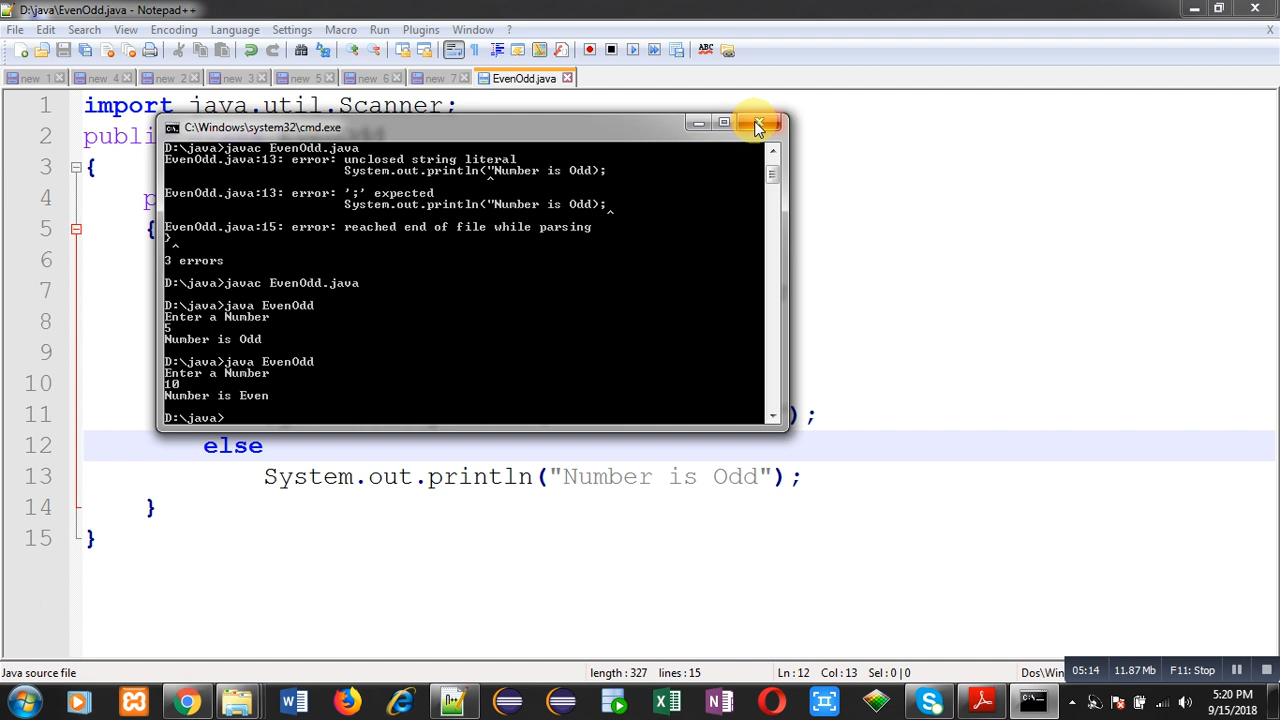 D:\java\EvenOdd.java - Notepad++
File Edit Search View Encoding Language Settings Macro Run Plugins Window ? X
new 1 new 4 new 2 new 3 new 5 new 6 new 7 EvenOdd.java
1 import java.util.Scanner;
2 publi
3 {
4 p
5 {
6
7
8
9
10
11 );
12 else
13 System.out.println("Number is Odd");
14 }
15 }
C:\Windows\system32\cmd.exe
D:\java>javac EvenOdd.java
EvenOdd.java:13: error: unclosed string literal
System.out.println("Number is Odd);
^
EvenOdd.java:13: error: ';' expected
System.out.println("Number is Odd);
^
EvenOdd.java:15: error: reached end of file while parsing
}
^
3 errors
D:\java>javac EvenOdd.java
D:\java>java EvenOdd
Enter a Number
5
Number is Odd
D:\java>java EvenOdd
Enter a Number
10
Number is Even
D:\java>
Java source file length : 327 lines : 15 Ln : 12 Col : 13 Sel : 0 | 0 Dos\Win
05:14 11.87 Mb F11: Stop
5:20 PM
9/15/2018